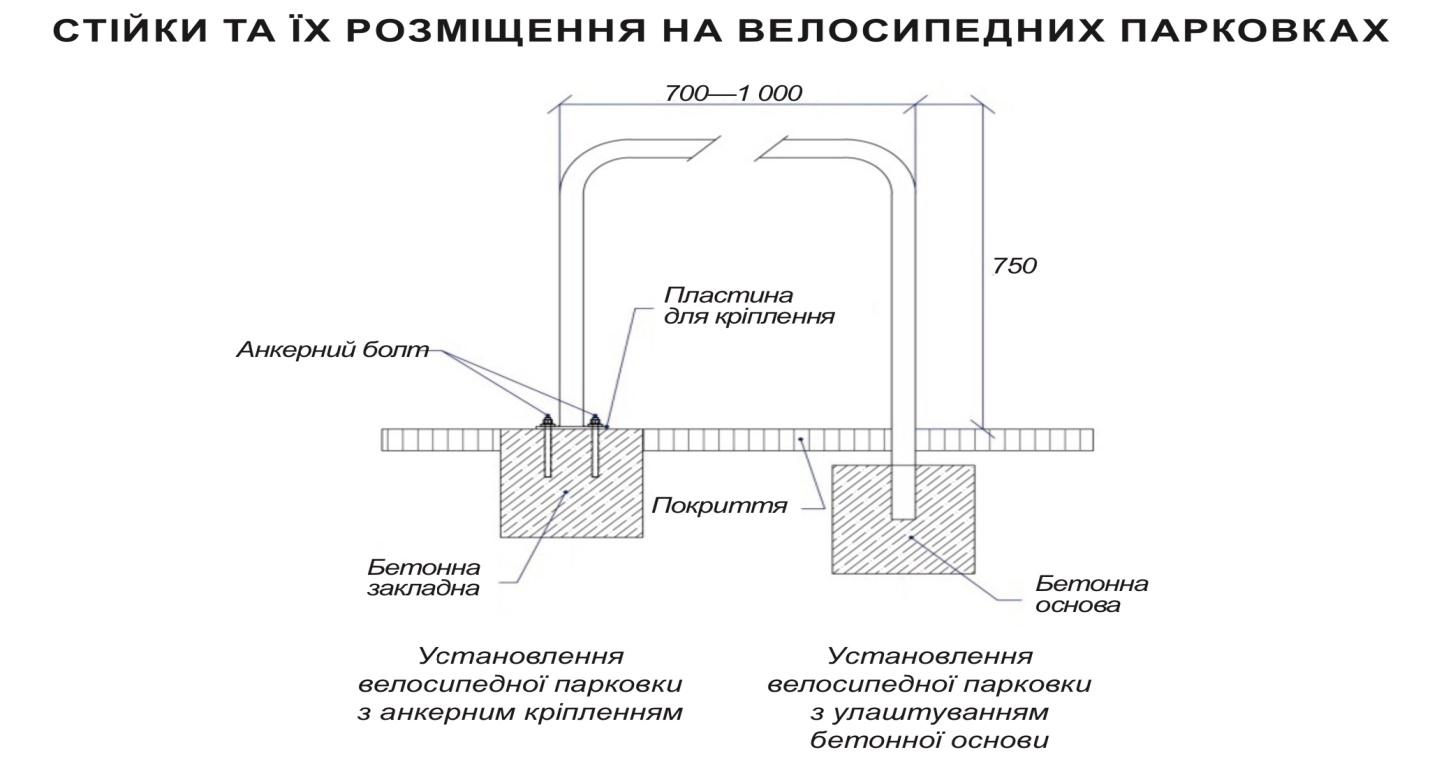 СТІЙКИ ТА ЇХ РОЗМІЩЕННЯ НА ВЕЛОСИПЕДНИХ ПАРКОВКАХ
700—1 000
750
Пластина
для кріплення
Анкерний болт
Покриття
Бетонна
закладна
Бетонна
основа
Установлення
велосипедної парковки
з анкерним кріпленням
Установлення
велосипедної парковки
з улаштуванням
бетонної основи